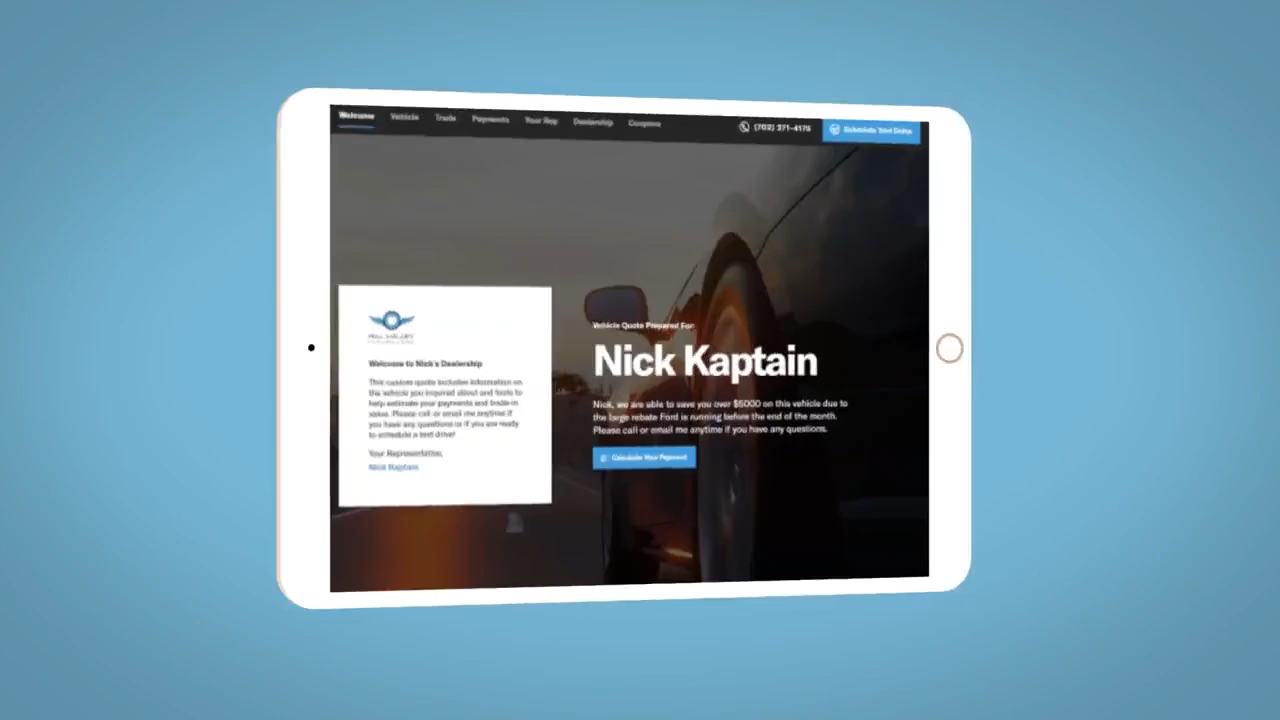 Welcome Vehicle Trade Payments Your Rep Dealership Coupons (702) 271-4175 Schedule Test Drive
Welcome to Nick's Dealership
This custom quote includes information on
the vehicle you inquired about and tools to
help estimate your payments and trade-in
value. Please call or email me anytime if
you have any questions or if you are ready
to schedule a test drive!
Your Representative,
Nick Kaptain
Vehicle Quote Prepared For:
Nick Kaptain
Nick, we are able to save you over $5000 on this vehicle due to
the large rebate Ford is running before the end of the month.
Please call or email me anytime if you have any questions.
Calculate Your Payment